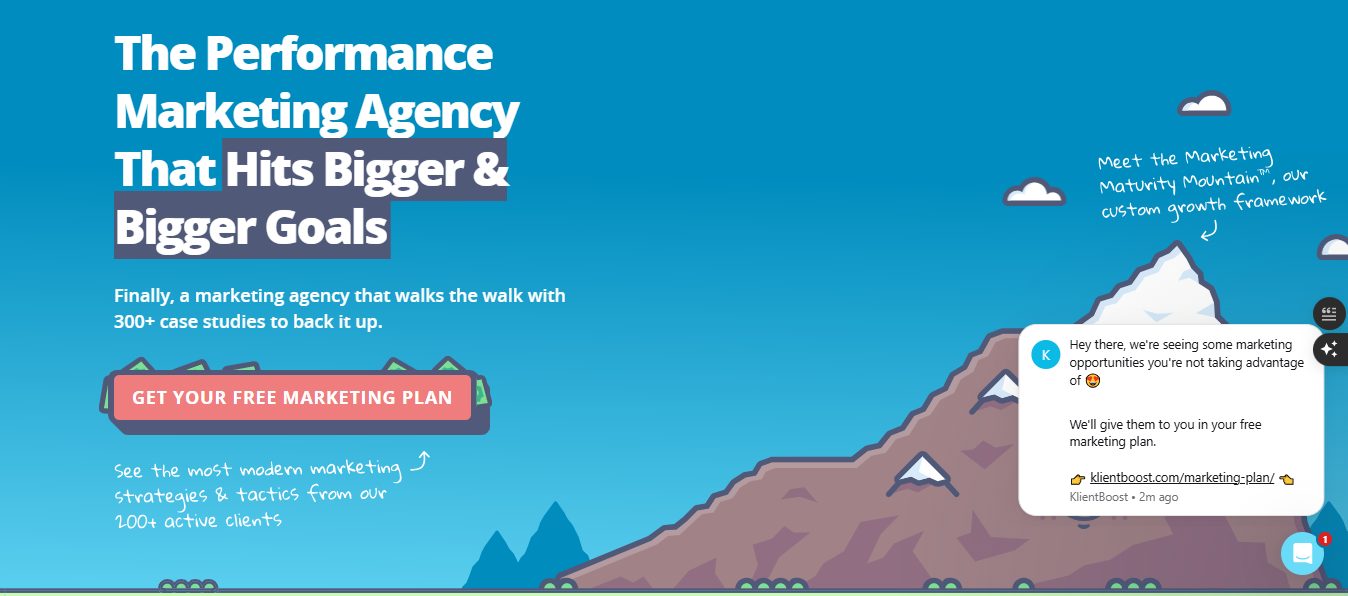 The Performance
Marketing Agency
That Hits Bigger &
Bigger Goals
Finally, a marketing agency that walks the walk with
300+ case studies to back it up.
GET YOUR FREE MARKETING PLAN
See the most modern marketing
strategies & tactics from our
200+ active clients
Meet the Marketing
Maturity Mountain™, our
custom growth framework
K
Hey there, we're seeing some marketing
opportunities you're not taking advantage
of 😍
We'll give them to you in your free
marketing plan.
👉 klientboost.com/marketing-plan/ 👈
KlientBoost • 2m ago
1